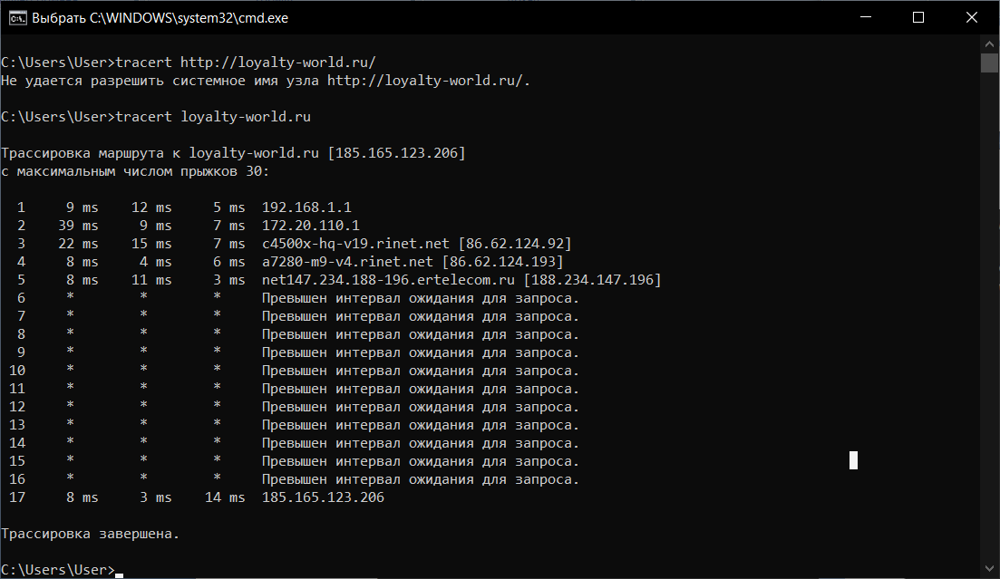 Выбрать C:\WINDOWS\system32\cmd.exe
C:\Users\User>tracert http://loyalty-world.ru/
Не удается разрешить системное имя узла http://loyalty-world.ru/.
C:\Users\User>tracert loyalty-world.ru
Трассировка маршрута к loyalty-world.ru [185.165.123.206]
с максимальным числом прыжков 30:
1 9 ms 12 ms 5 ms 192.168.1.1
2 39 ms 9 ms 7 ms 172.20.110.1
3 22 ms 15 ms 7 ms c4500x-hq-v19.rinet.net [86.62.124.92]
4 8 ms 4 ms 6 ms a7280-m9-v4.rinet.net [86.62.124.193]
5 8 ms 11 ms 3 ms net147.234.188-196.ertelecom.ru [188.234.147.196]
6 * * * Превышен интервал ожидания для запроса.
7 * * * Превышен интервал ожидания для запроса.
8 * * * Превышен интервал ожидания для запроса.
9 * * * Превышен интервал ожидания для запроса.
10 * * * Превышен интервал ожидания для запроса.
11 * * * Превышен интервал ожидания для запроса.
12 * * * Превышен интервал ожидания для запроса.
13 * * * Превышен интервал ожидания для запроса.
14 * * * Превышен интервал ожидания для запроса.
15 * * * Превышен интервал ожидания для запроса.
16 * * * Превышен интервал ожидания для запроса.
17 8 ms 3 ms 14 ms 185.165.123.206
Трассировка завершена.
C:\Users\User>